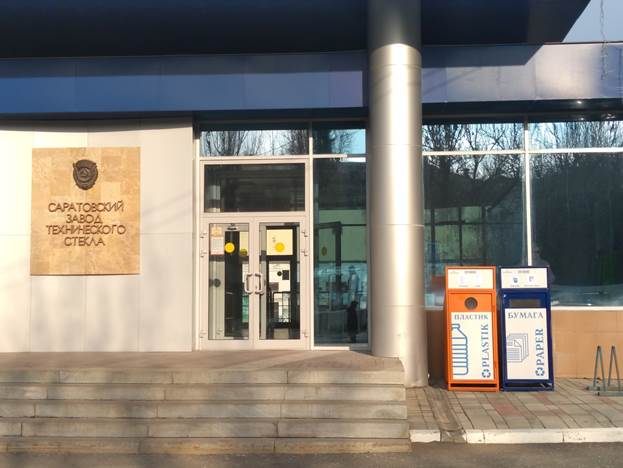 САРАТОВСКИЙ
ЗАВОД
ТЕХНИЧЕСКОГО
СТЕКЛА
ПЛАСТИК
PLASTIK
БУМАГА
PAPER